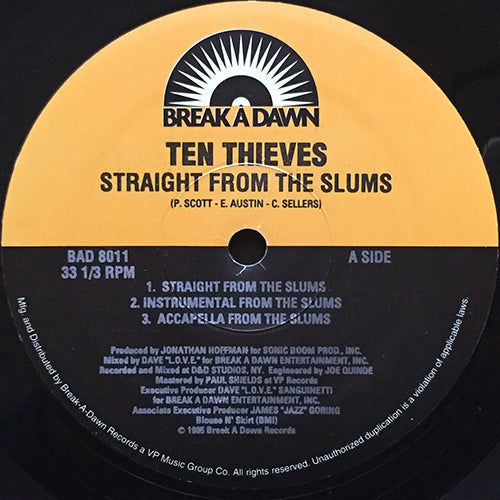 BREAK A DAWN
TEN THIEVES
STRAIGHT FROM THE SLUMS
(P. SCOTT - E. AUSTIN - C. SELLERS)
BAD 8011
33 1/3 RPM
A SIDE
1. STRAIGHT FROM THE SLUMS
2. INSTRUMENTAL FROM THE SLUMS
3. ACCAPELLA FROM THE SLUMS
Produced by JONATHAN HOFFMAN for SONIC BOOM PROD., INC.
Mixed by DAVE "L.O.V.E." for BREAK A DAWN ENTERTAINMENT, INC.
Recorded and Mixed at D&D STUDIOS, NY. Engineered by JOE QUINDE
Mastered by PAUL SHIELDS at VP Records
Executive Producer DAVE "L.O.V.E." SANGUINETTI
for BREAK A DAWN ENTERTAINMENT, INC.
Associate Executive Producer JAMES "JAZZ" GORING
Blouse N' Skirt (BMI)
© 1995 Break A Dawn Records
Mfg. and Distributed by Break-A-Dawn Records a VP Music Group Co. All rights reserved. Unauthorized duplication is a violation of applicable laws.